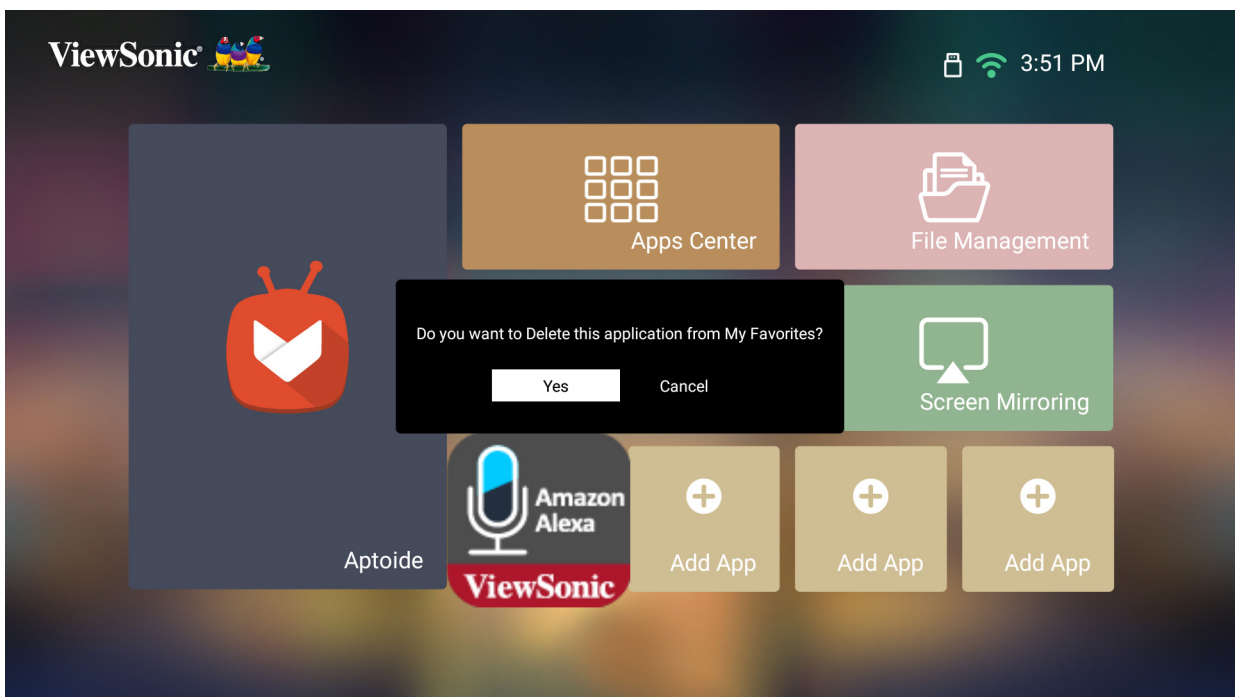 ViewSonic®
3:51 PM
Apps Center
File Management
Do you want to Delete this application from My Favorites?
Yes
Cancel
Screen Mirroring
Aptoide
Amazon
Alexa
ViewSonic
Add App
Add App
Add App